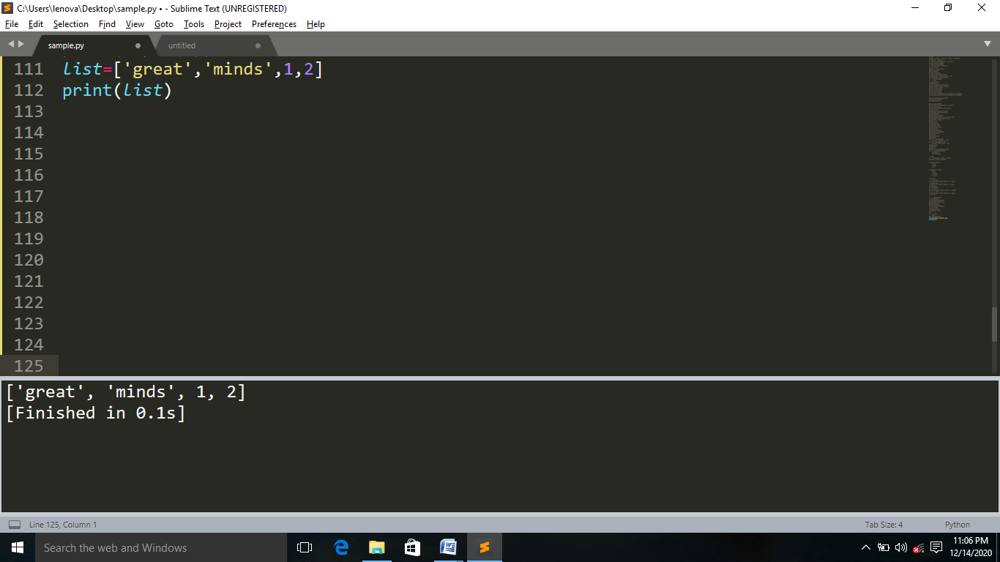 C:\Users\lenova\Desktop\sample.py • - Sublime Text (UNREGISTERED)
File Edit Selection Find View Goto Tools Project Preferences Help
sample.py untitled
111 list=['great','minds',1,2]
112 print(list)
113
114
115
116
117
118
119
120
121
122
123
124
125
['great', 'minds', 1, 2]
[Finished in 0.1s]
Line 125, Column 1 Tab Size: 4 Python
Search the web and Windows
11:06 PM
12/14/2020